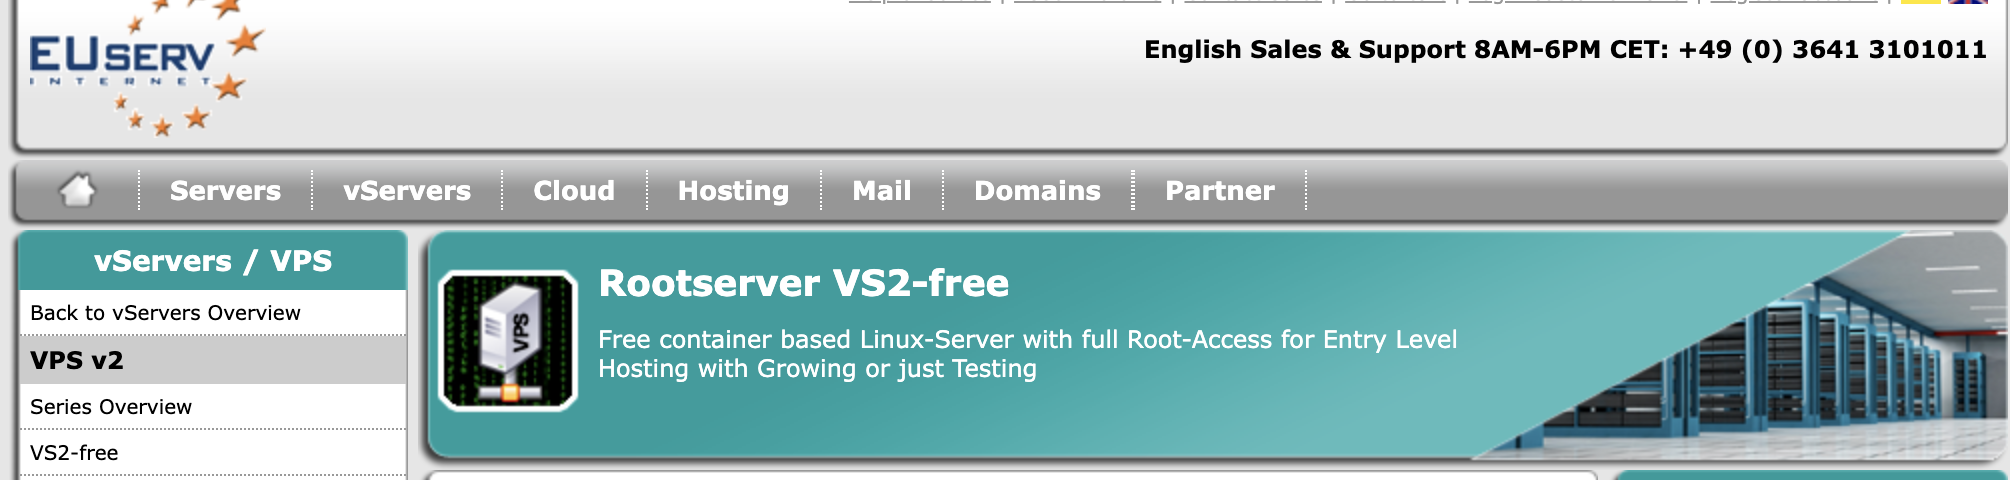 English Sales & Support 8AM-6PM CET: +49 (0) 3641 3101011
EUSERV
INTERNET
Servers
vServers
Cloud
Hosting
Mail
Domains
Partner
vServers / VPS
Back to vServers Overview
VPS v2
Series Overview
VS2-free
VPS
Rootserver VS2-free
Free container based Linux-Server with full Root-Access for Entry Level
Hosting with Growing or just Testing